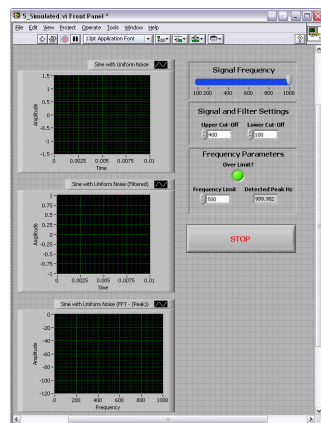 5_Simulated.vi Front Panel *
File Edit View Project Operate Tools Window Help
13pt Application Font
Sine with Uniform Noise
1.5
1
0.5
0
-0.5
-1
-1.5
Amplitude
0 0.0025 0.005 0.0075 0.01
Time
Sine with Uniform Noise (Filtered)
1
0.75
0.5
0.25
0
-0.25
-0.5
-0.75
-1
Amplitude
0 0.0025 0.005 0.0075 0.01
Time
Sine with Uniform Noise (FFT - (Peak))
0
-20
-40
-60
-80
-100
-120
Amplitude
0 200 400 600 800 1000
Frequency
Signal Frequency
100 200 400 600 800 1000
Signal and Filter Settings
Upper Cut-Off Lower Cut-Off
400 100
Frequency Parameters
Over Limit?
Frequency Limit Detected Peak Hz
500 999.982
STOP